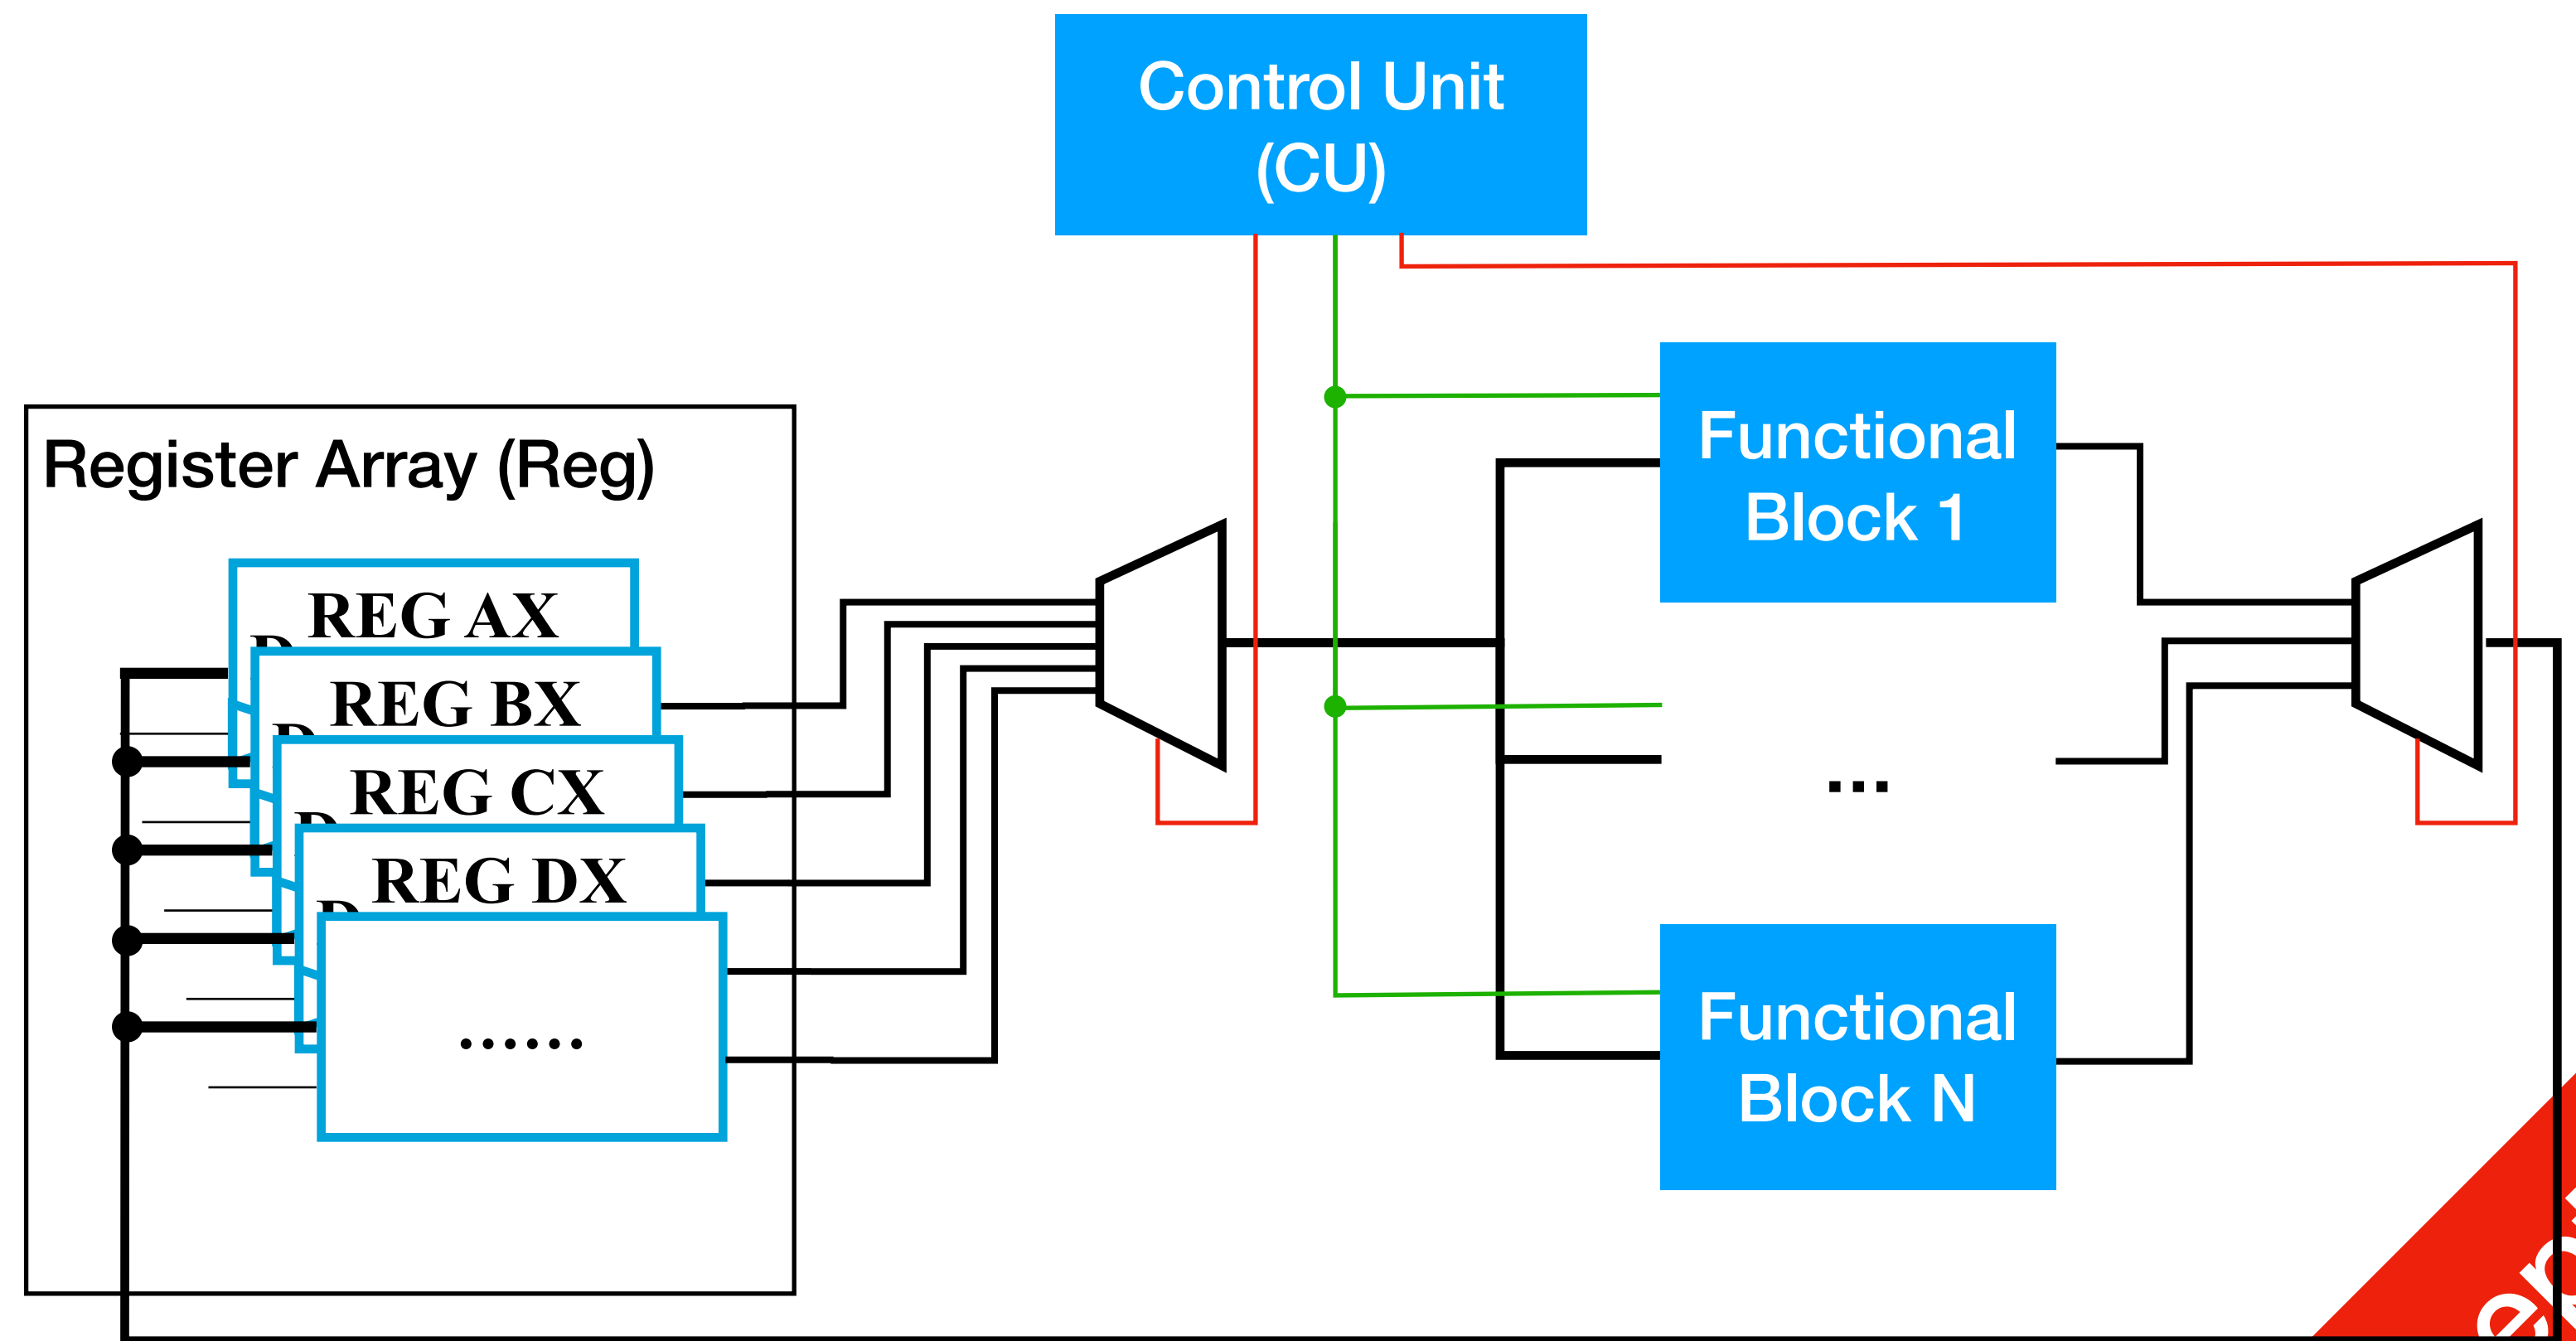 Control Unit
(CU)
Register Array (Reg)
REG AX
REG BX
REG CX
REG DX
.......
Functional
Block 1
...
Functional
Block N